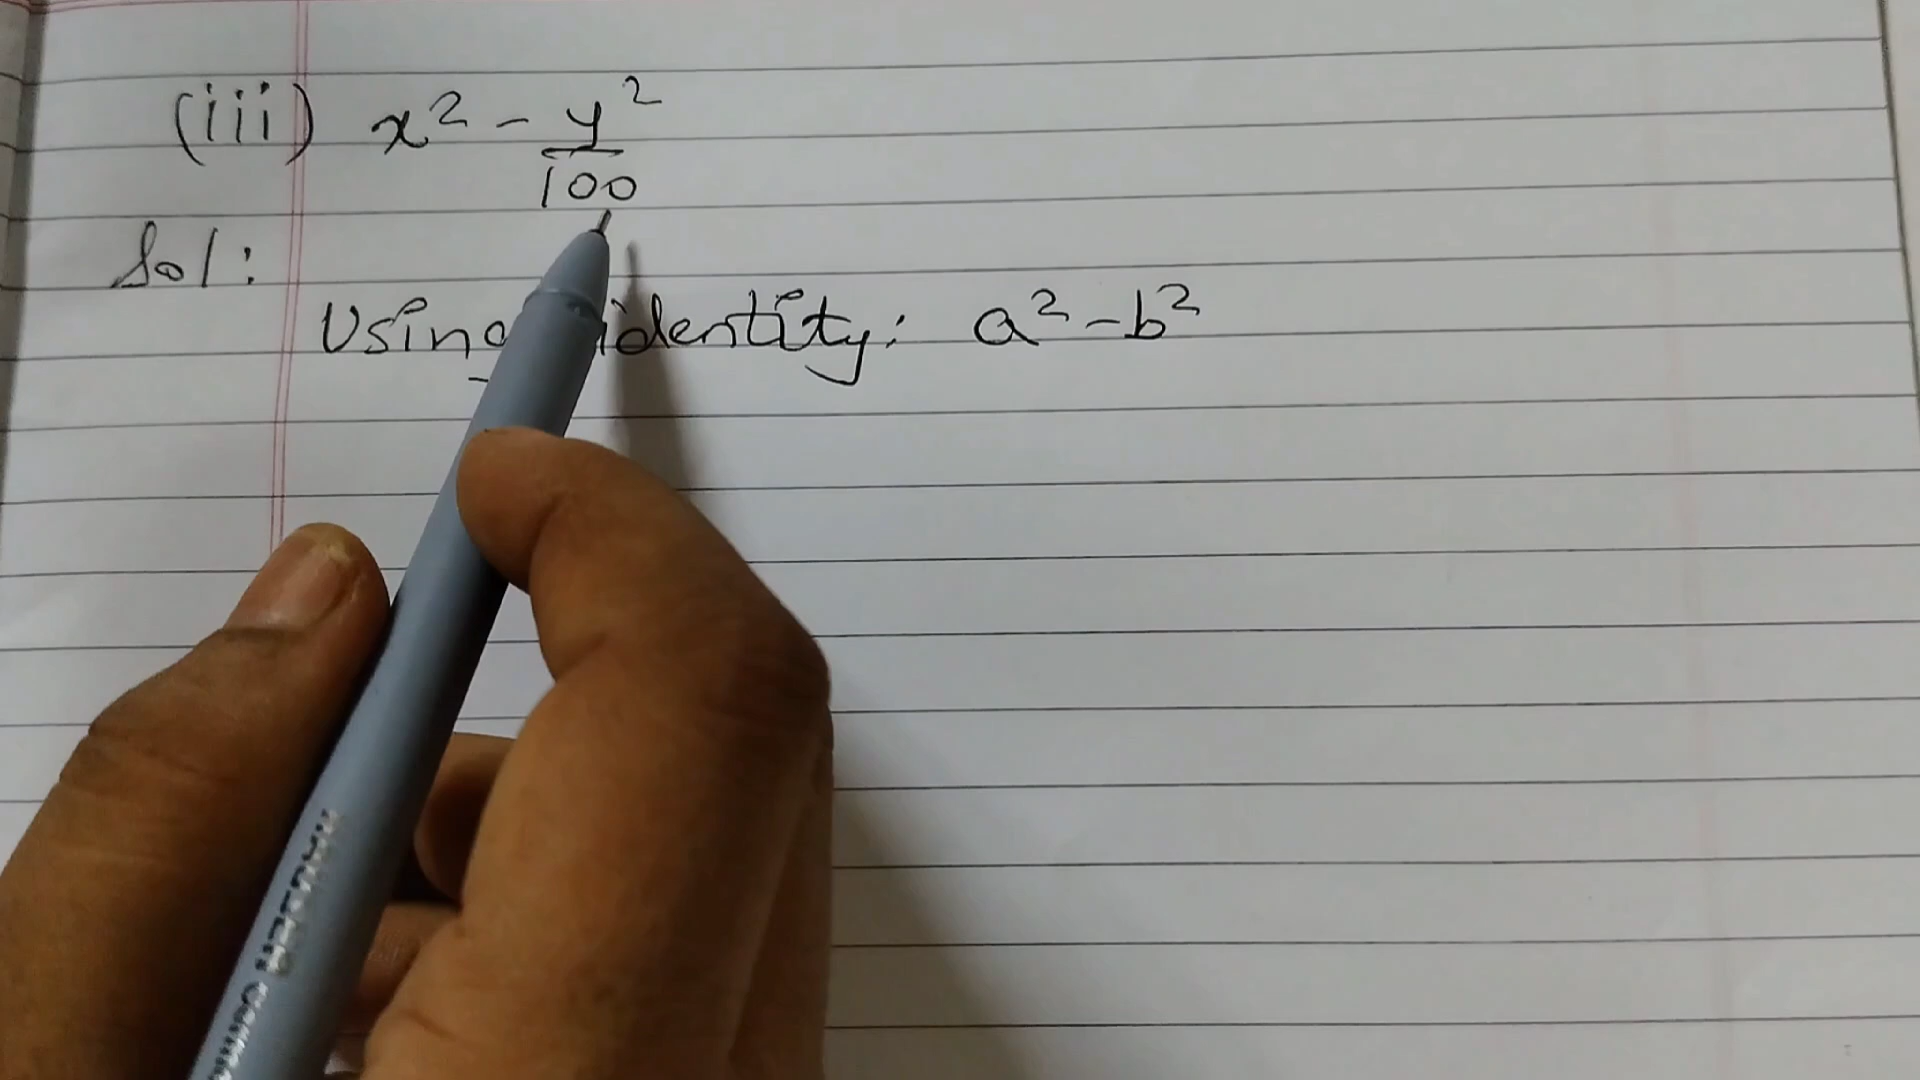 (iii) x² - y²/100
Sol:
Using identity: a² - b²